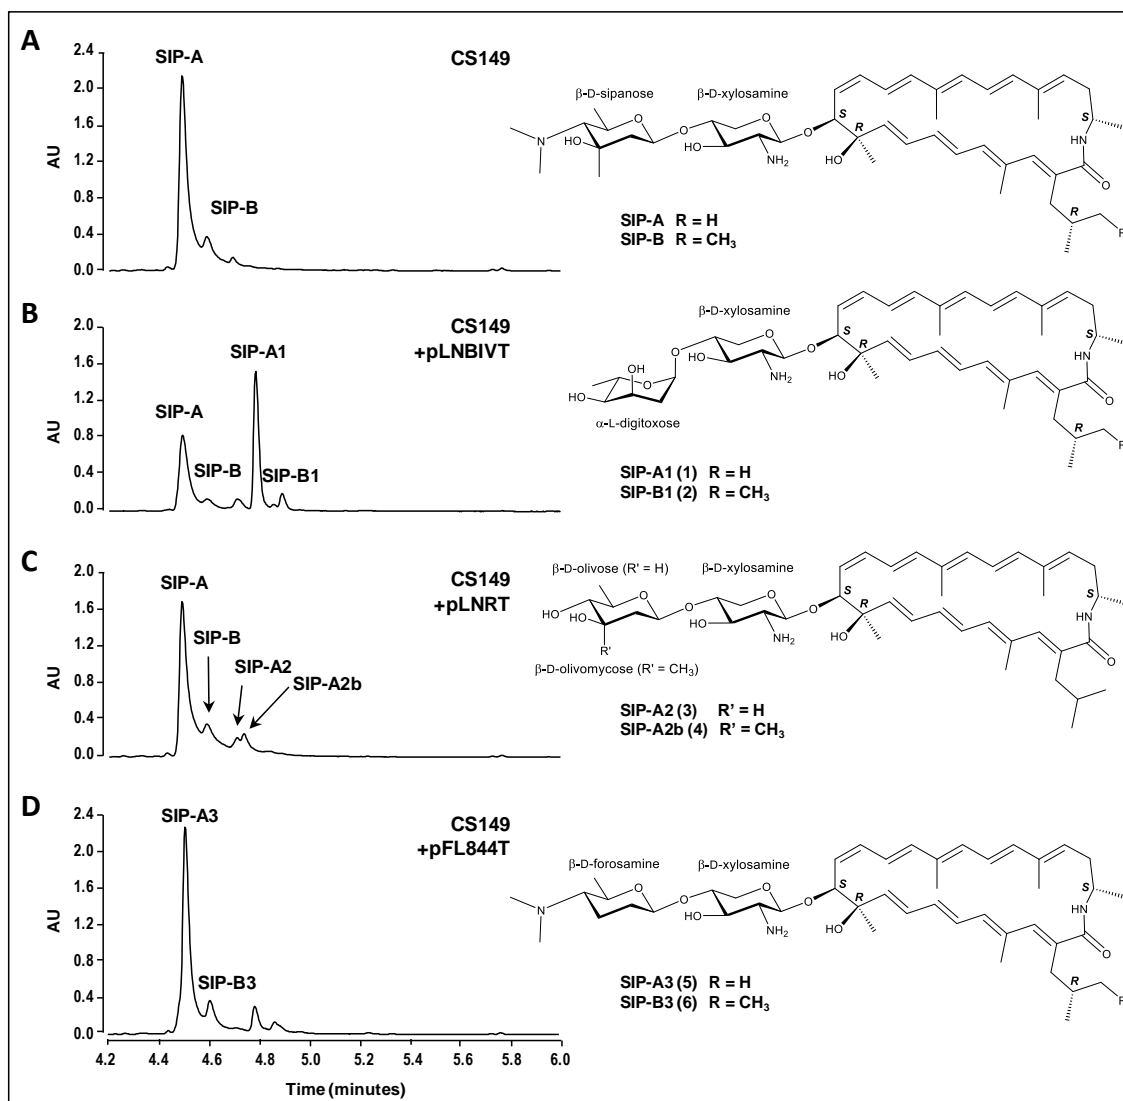 A
2.4
2.0
1.6
1.2
0.8
0.4
0.0
AU
SIP-A
SIP-B
CS149
β-D-sipanose
β-D-xylosamine
O
O
O
O
N
HO
HO
NH2
HO
S
R
S
NH
O
R
R
SIP-A R = H
SIP-B R = CH3
B
2.0
1.6
1.2
0.8
0.4
0.0
AU
CS149
+pLNBIVT
SIP-A1
SIP-A
SIP-B
SIP-B1
β-D-xylosamine
O
O
O
HO
NH2
OH
HO
O
HO
S
R
S
NH
O
R
R
α-L-digitoxose
SIP-A1 (1) R = H
SIP-B1 (2) R = CH3
C
2.0
1.6
1.2
0.8
0.4
0.0
AU
CS149
+pLNRT
SIP-A
SIP-B
SIP-A2
SIP-A2b
β-D-olivose (R' = H)
β-D-xylosamine
O
O
O
O
HO
HO
R'
HO
NH2
HO
S
R
S
NH
O
β-D-olivomycose (R' = CH3)
SIP-A2 (3) R' = H
SIP-A2b (4) R' = CH3
D
2.4
2.0
1.6
1.2
0.8
0.4
0.0
AU
CS149
+pFL844T
SIP-A3
SIP-B3
β-D-forosamine
β-D-xylosamine
O
O
O
O
N
HO
NH2
HO
S
R
S
NH
O
R
R
SIP-A3 (5) R = H
SIP-B3 (6) R = CH3
4.2 4.4 4.6 4.8 5.0 5.2 5.4 5.6 5.8 6.0
Time (minutes)